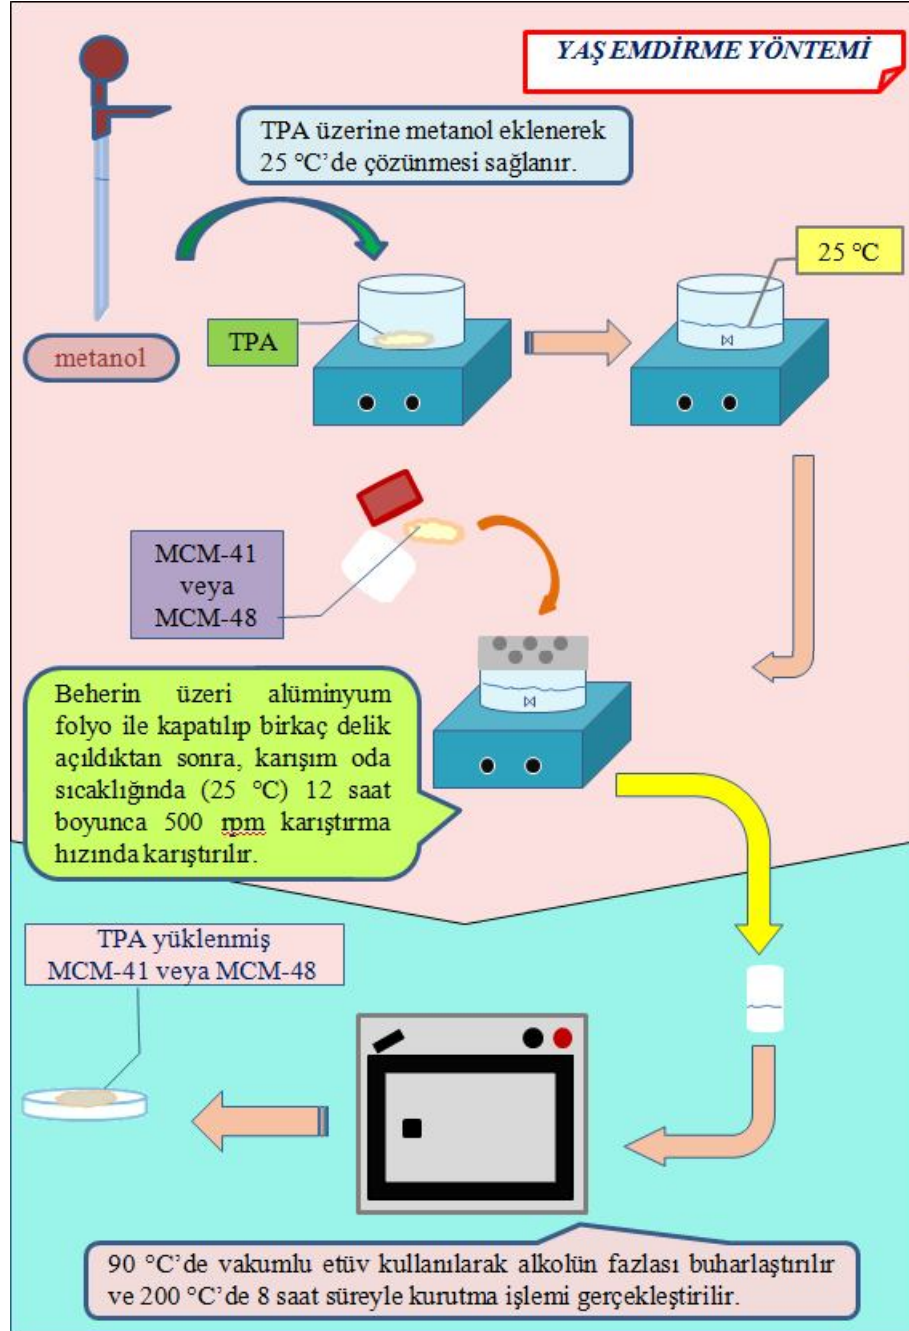 YAŞ EMDİRME YÖNTEMİ
TPA üzerine metanol eklenerek
25 °C'de çözünmesi sağlanır.
25 °C
TPA
metanol
MCM-41
veya
MCM-48
Beherin üzeri alüminyum
folyo ile kapatılıp birkaç delik
açıldıktan sonra, karışım oda
sıcaklığında (25 °C) 12 saat
boyunca 500 rpm karıştırma
hızında karıştırılır.
TPA yüklenmiş
MCM-41 veya MCM-48
90 °C'de vakumlu etüv kullanılarak alkolün fazlası buharlaştırılır
ve 200 °C'de 8 saat süreyle kurutma işlemi gerçekleştirilir.